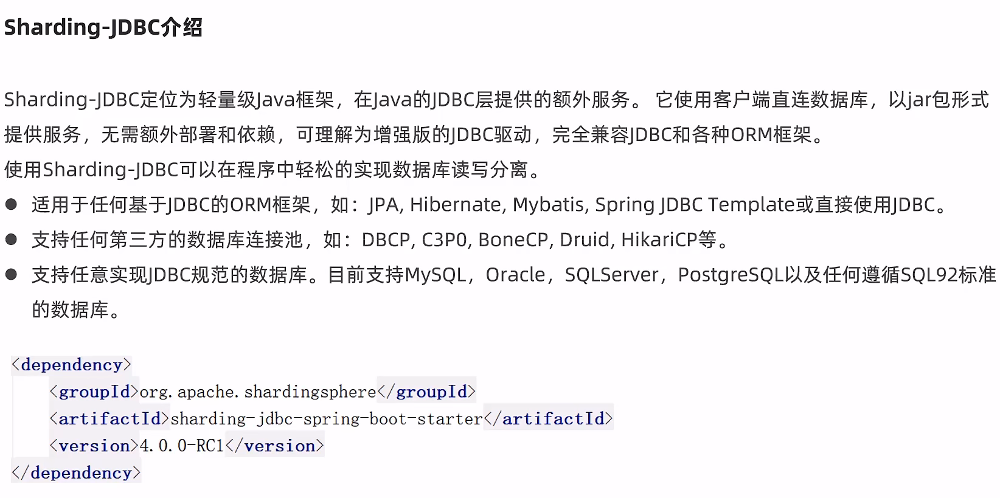 Sharding-JDBC介绍
Sharding-JDBC定位为轻量级Java框架，在Java的JDBC层提供的额外服务。 它使用客户端直连数据库，以jar包形式
提供服务，无需额外部署和依赖，可理解为增强版的JDBC驱动，完全兼容JDBC和各种ORM框架。
使用Sharding-JDBC可以在程序中轻松的实现数据库读写分离。
● 适用于任何基于JDBC的ORM框架，如：JPA, Hibernate, Mybatis, Spring JDBC Template或直接使用JDBC。
● 支持任何第三方的数据库连接池，如：DBCP, C3P0, BoneCP, Druid, HikariCP等。
● 支持任意实现JDBC规范的数据库。目前支持MySQL，Oracle，SQLServer，PostgreSQL以及任何遵循SQL92标准
的数据库。
<dependency>
    <groupId>org.apache.shardingsphere</groupId>
    <artifactId>sharding-jdbc-spring-boot-starter</artifactId>
    <version>4.0.0-RC1</version>
</dependency>